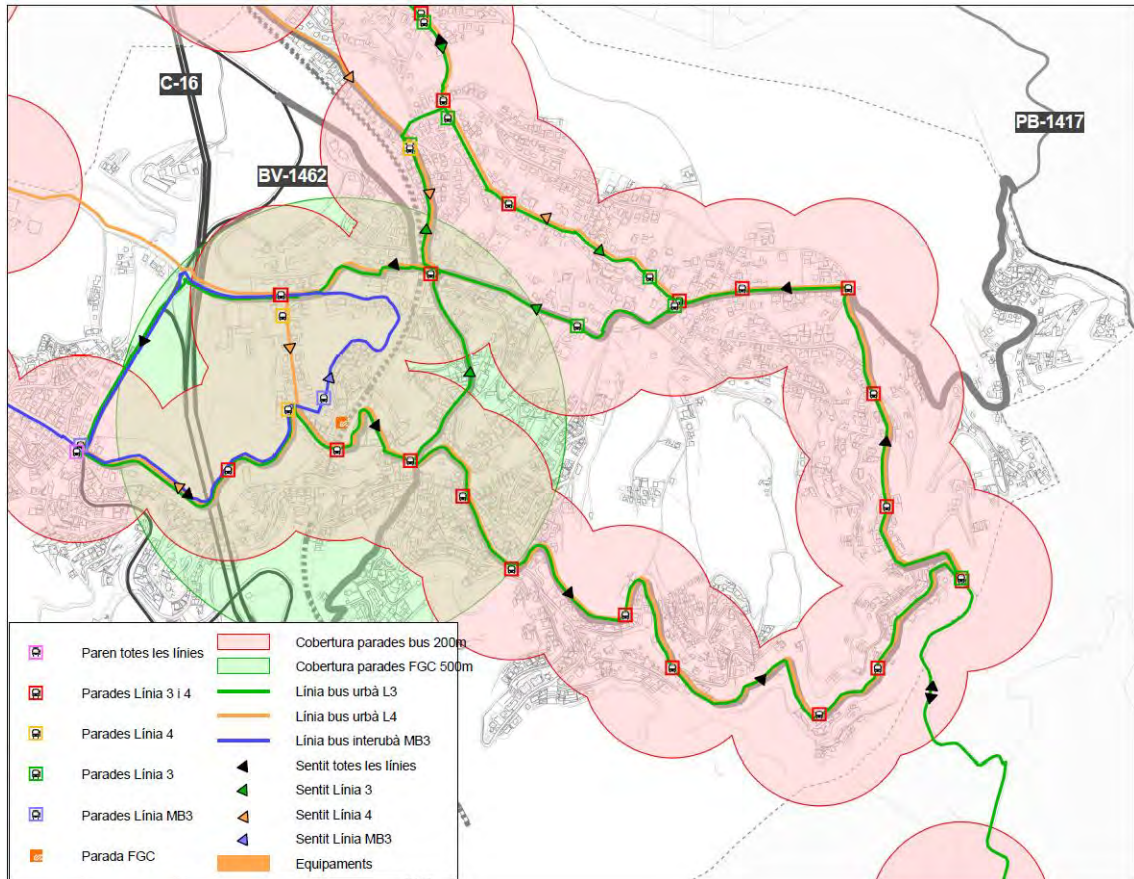 C-16
PB-1417
BV-1462
Paren totes les línies
Parades Línia 3 i 4
Parades Línia 4
Parades Línia 3
Parades Línia MB3
Parada FGC
Cobertura parades bus 200m
Cobertura parades FGC 500m
Línia bus urbà L3
Línia bus urbà L4
Línia bus interubà MB3
Sentit totes les línies
Sentit Línia 3
Sentit Línia 4
Sentit Línia MB3
Equipaments